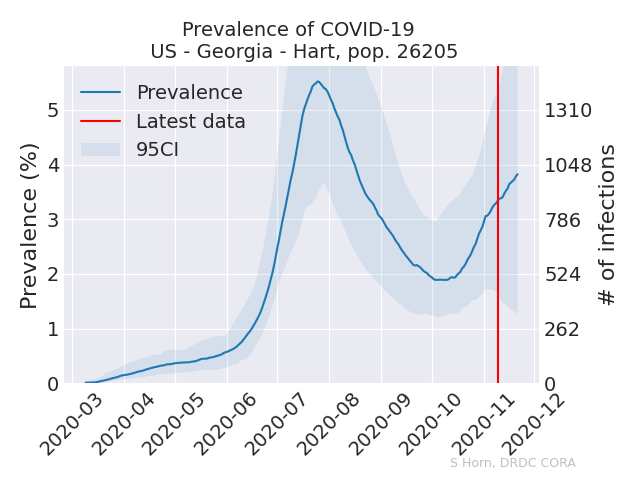 Prevalence of COVID-19
US - Georgia - Hart, pop. 26205
Prevalence
Latest data
95CI
Prevalence (%)
5
4
3
2
1
0
1310
1048
786
524
262
0
# of infections
2020-03
2020-04
2020-05
2020-06
2020-07
2020-08
2020-09
2020-10
2020-11
2020-12
S Horn, DRDC CORA